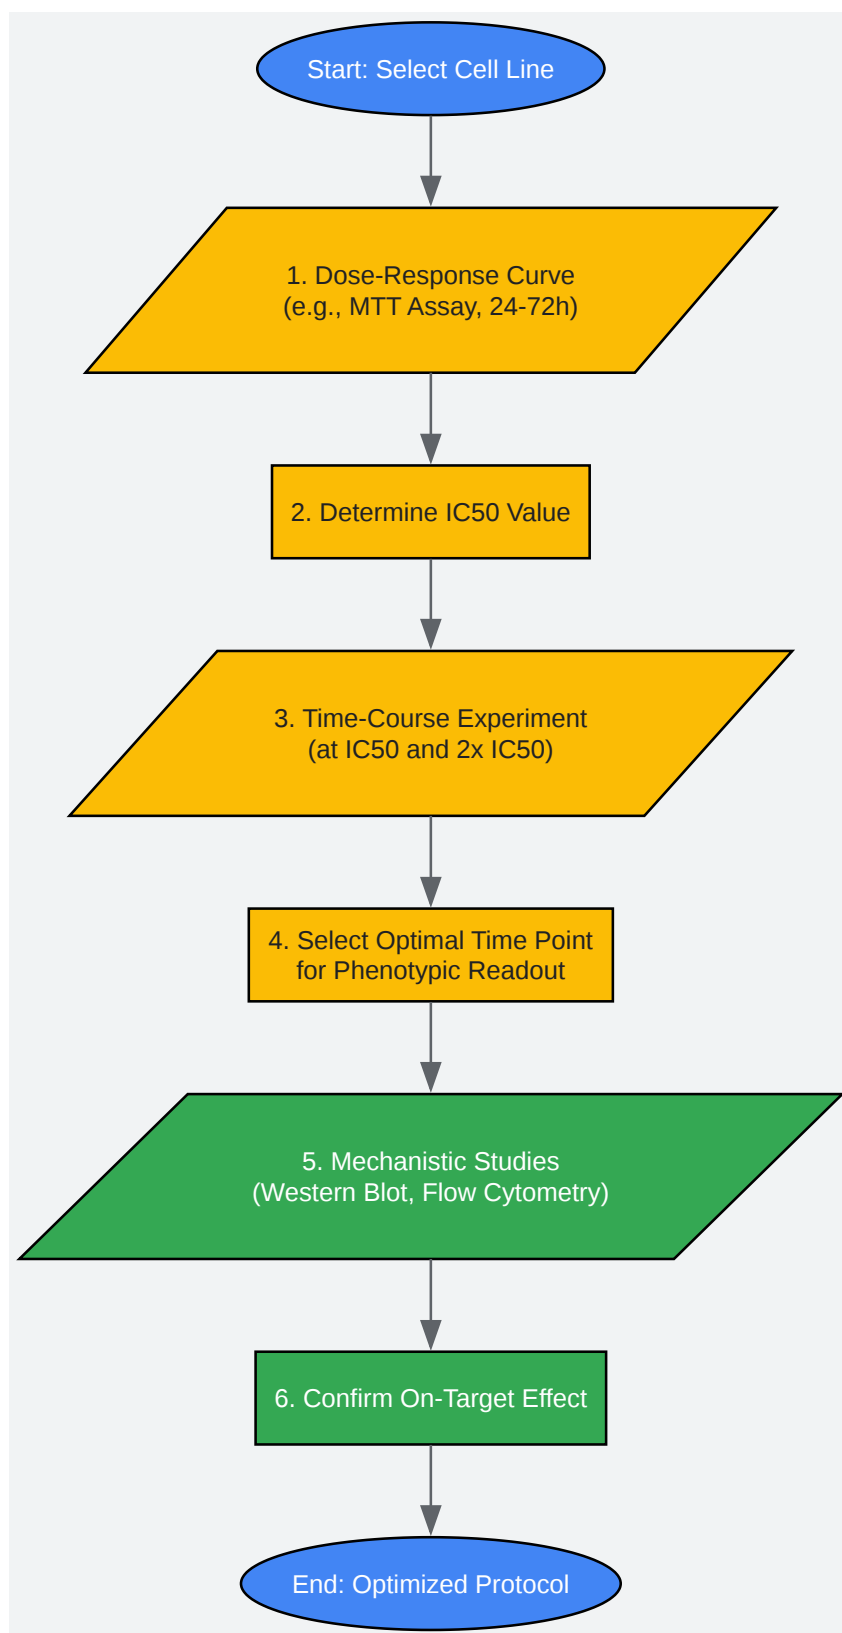 Start: Select Cell Line
1. Dose-Response Curve
(e.g., MTT Assay, 24-72h)
2. Determine IC50 Value
3. Time-Course Experiment
(at IC50 and 2x IC50)
4. Select Optimal Time Point
for Phenotypic Readout
5. Mechanistic Studies
(Western Blot, Flow Cytometry)
6. Confirm On-Target Effect
End: Optimized Protocol